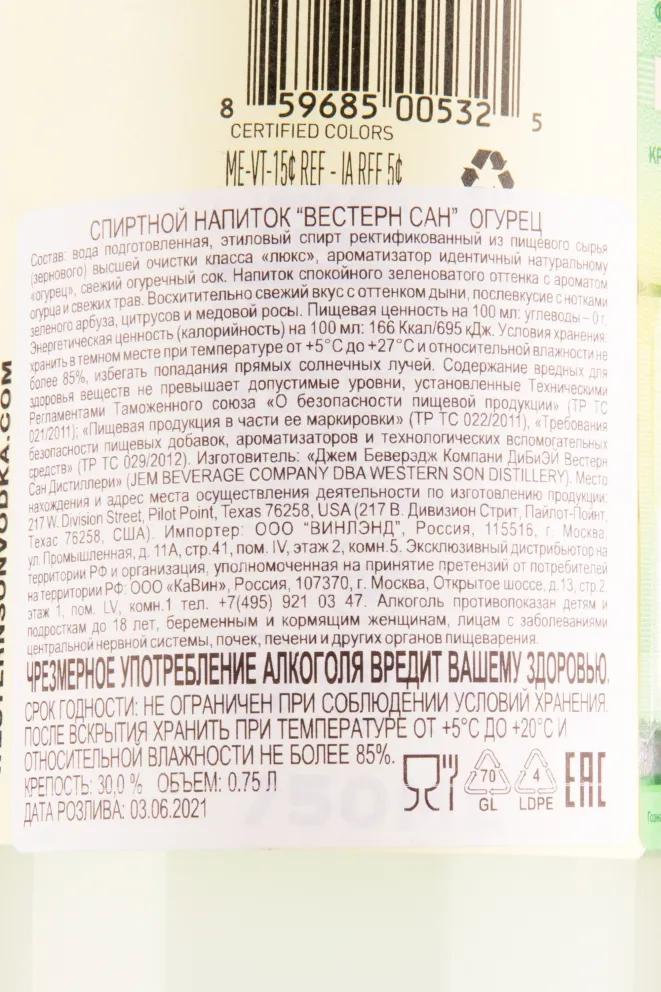 8 59685 00532 5
CERTIFIED COLORS
ME-VT-15¢ REF - IA RFF 5¢
СПИРТНОЙ НАПИТОК "ВЕСТЕРН САН" ОГУРЕЦ
Состав: вода подготовленная, этиловый спирт ректификованный из пищевого сырья
(зернового) высшей очистки класса «люкс», ароматизатор идентичный натуральному
«огурец», свежий огуречный сок. Напиток спокойного зеленоватого оттенка с ароматом
огурца и свежих трав. Восхитительно свежий вкус с оттенком дыни, послевкусие с нотками
зеленого арбуза, цитрусов и медовой росы. Пищевая ценность на 100 мл: углеводы – 0 г.
Энергетическая ценность (калорийность) на 100 мл: 166 Ккал/695 кДж. Условия хранения:
хранить в темном месте при температуре от +5°С до +27°С и относительной влажности не
более 85%, избегать попадания прямых солнечных лучей. Содержание вредных для
здоровья веществ не превышает допустимые уровни, установленные Техническими
Регламентами Таможенного союза «О безопасности пищевой продукции» (ТР ТС
021/2011); «Пищевая продукция в части ее маркировки» (ТР ТС 022/2011), «Требования
безопасности пищевых добавок, ароматизаторов и технологических вспомогательных
средств» (ТР ТС 029/2012). Изготовитель: «Джем Беверэдж Компани ДиБиЭй Вестерн
Сан Дистиллери» (JEM BEVERAGE COMPANY DBA WESTERN SON DISTILLERY). Место
нахождения и адрес места осуществления деятельности по изготовлению продукции:
217 W. Division Street, Pilot Point, Texas 76258, USA (217 В. Дивизион Стрит, Пайлот-Пойнт,
Техас 76258, США). Импортер: ООО "ВИНЛЭНД", Россия, 115516, г. Москва,
ул. Промышленная, д. 11А, стр.41, пом. IV, этаж 2, комн.5. Эксклюзивный дистрибьютор на
территории РФ и организация, уполномоченная на принятие претензий от потребителей
на территории РФ: ООО «КаВин», Россия, 107370, г. Москва, Открытое шоссе, д.13, стр.2,
этаж 1, пом. LV, комн.1 тел. +7(495) 921 03 47. Алкоголь противопоказан детям и
подросткам до 18 лет, беременным и кормящим женщинам, лицам с заболеваниями
центральной нервной системы, почек, печени и других органов пищеварения.
ЧРЕЗМЕРНОЕ УПОТРЕБЛЕНИЕ АЛКОГОЛЯ ВРЕДИТ ВАШЕМУ ЗДОРОВЬЮ.
СРОК ГОДНОСТИ: НЕ ОГРАНИЧЕН ПРИ СОБЛЮДЕНИИ УСЛОВИЙ ХРАНЕНИЯ.
ПОСЛЕ ВСКРЫТИЯ ХРАНИТЬ ПРИ ТЕМПЕРАТУРЕ ОТ +5°С ДО +20°С И
ОТНОСИТЕЛЬНОЙ ВЛАЖНОСТИ НЕ БОЛЕЕ 85%.
КРЕПОСТЬ: 30,0 % ОБЪЕМ: 0.75 Л
ДАТА РОЗЛИВА: 03.06.2021
70
GL
4
LDPE
EAC
750